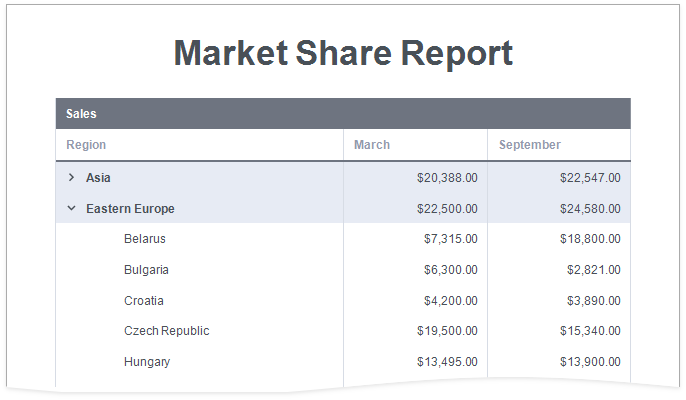 Market Share Report
Sales
Region March September
Asia $20,388.00 $22,547.00
Eastern Europe $22,500.00 $24,580.00
Belarus $7,315.00 $18,800.00
Bulgaria $6,300.00 $2,821.00
Croatia $4,200.00 $3,890.00
Czech Republic $19,500.00 $15,340.00
Hungary $13,495.00 $13,900.00